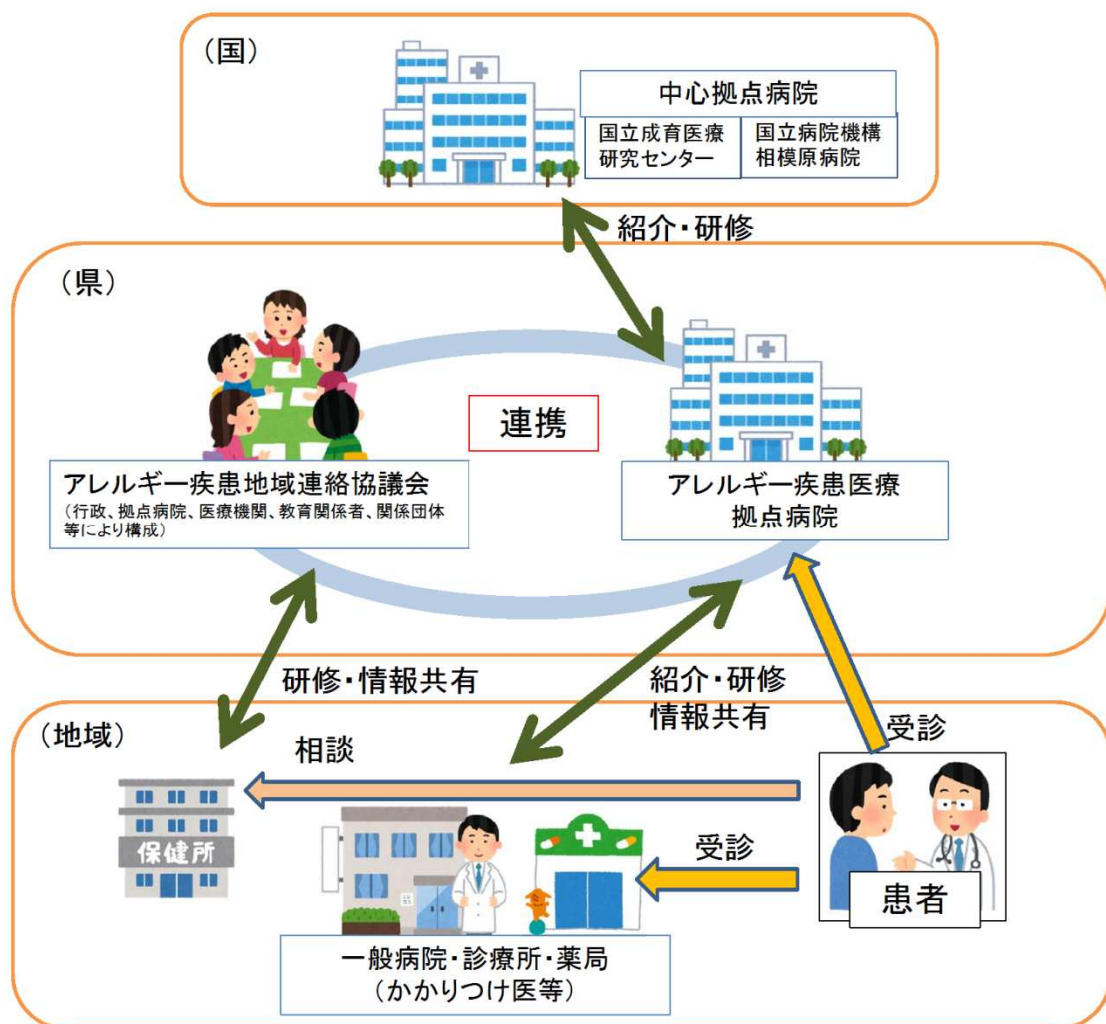 （国）
中心拠点病院
国立成育医療
研究センター
国立病院機構
相模原病院
紹介・研修
（県）
連携
アレルギー疾患地域連絡協議会
（行政、拠点病院、医療機関、教育関係者、関係団体
等により構成）
アレルギー疾患医療
拠点病院
研修・情報共有
紹介・研修
情報共有
（地域）
相談
受診
保健所
受診
患者
一般病院・診療所・薬局
（かかりつけ医等）